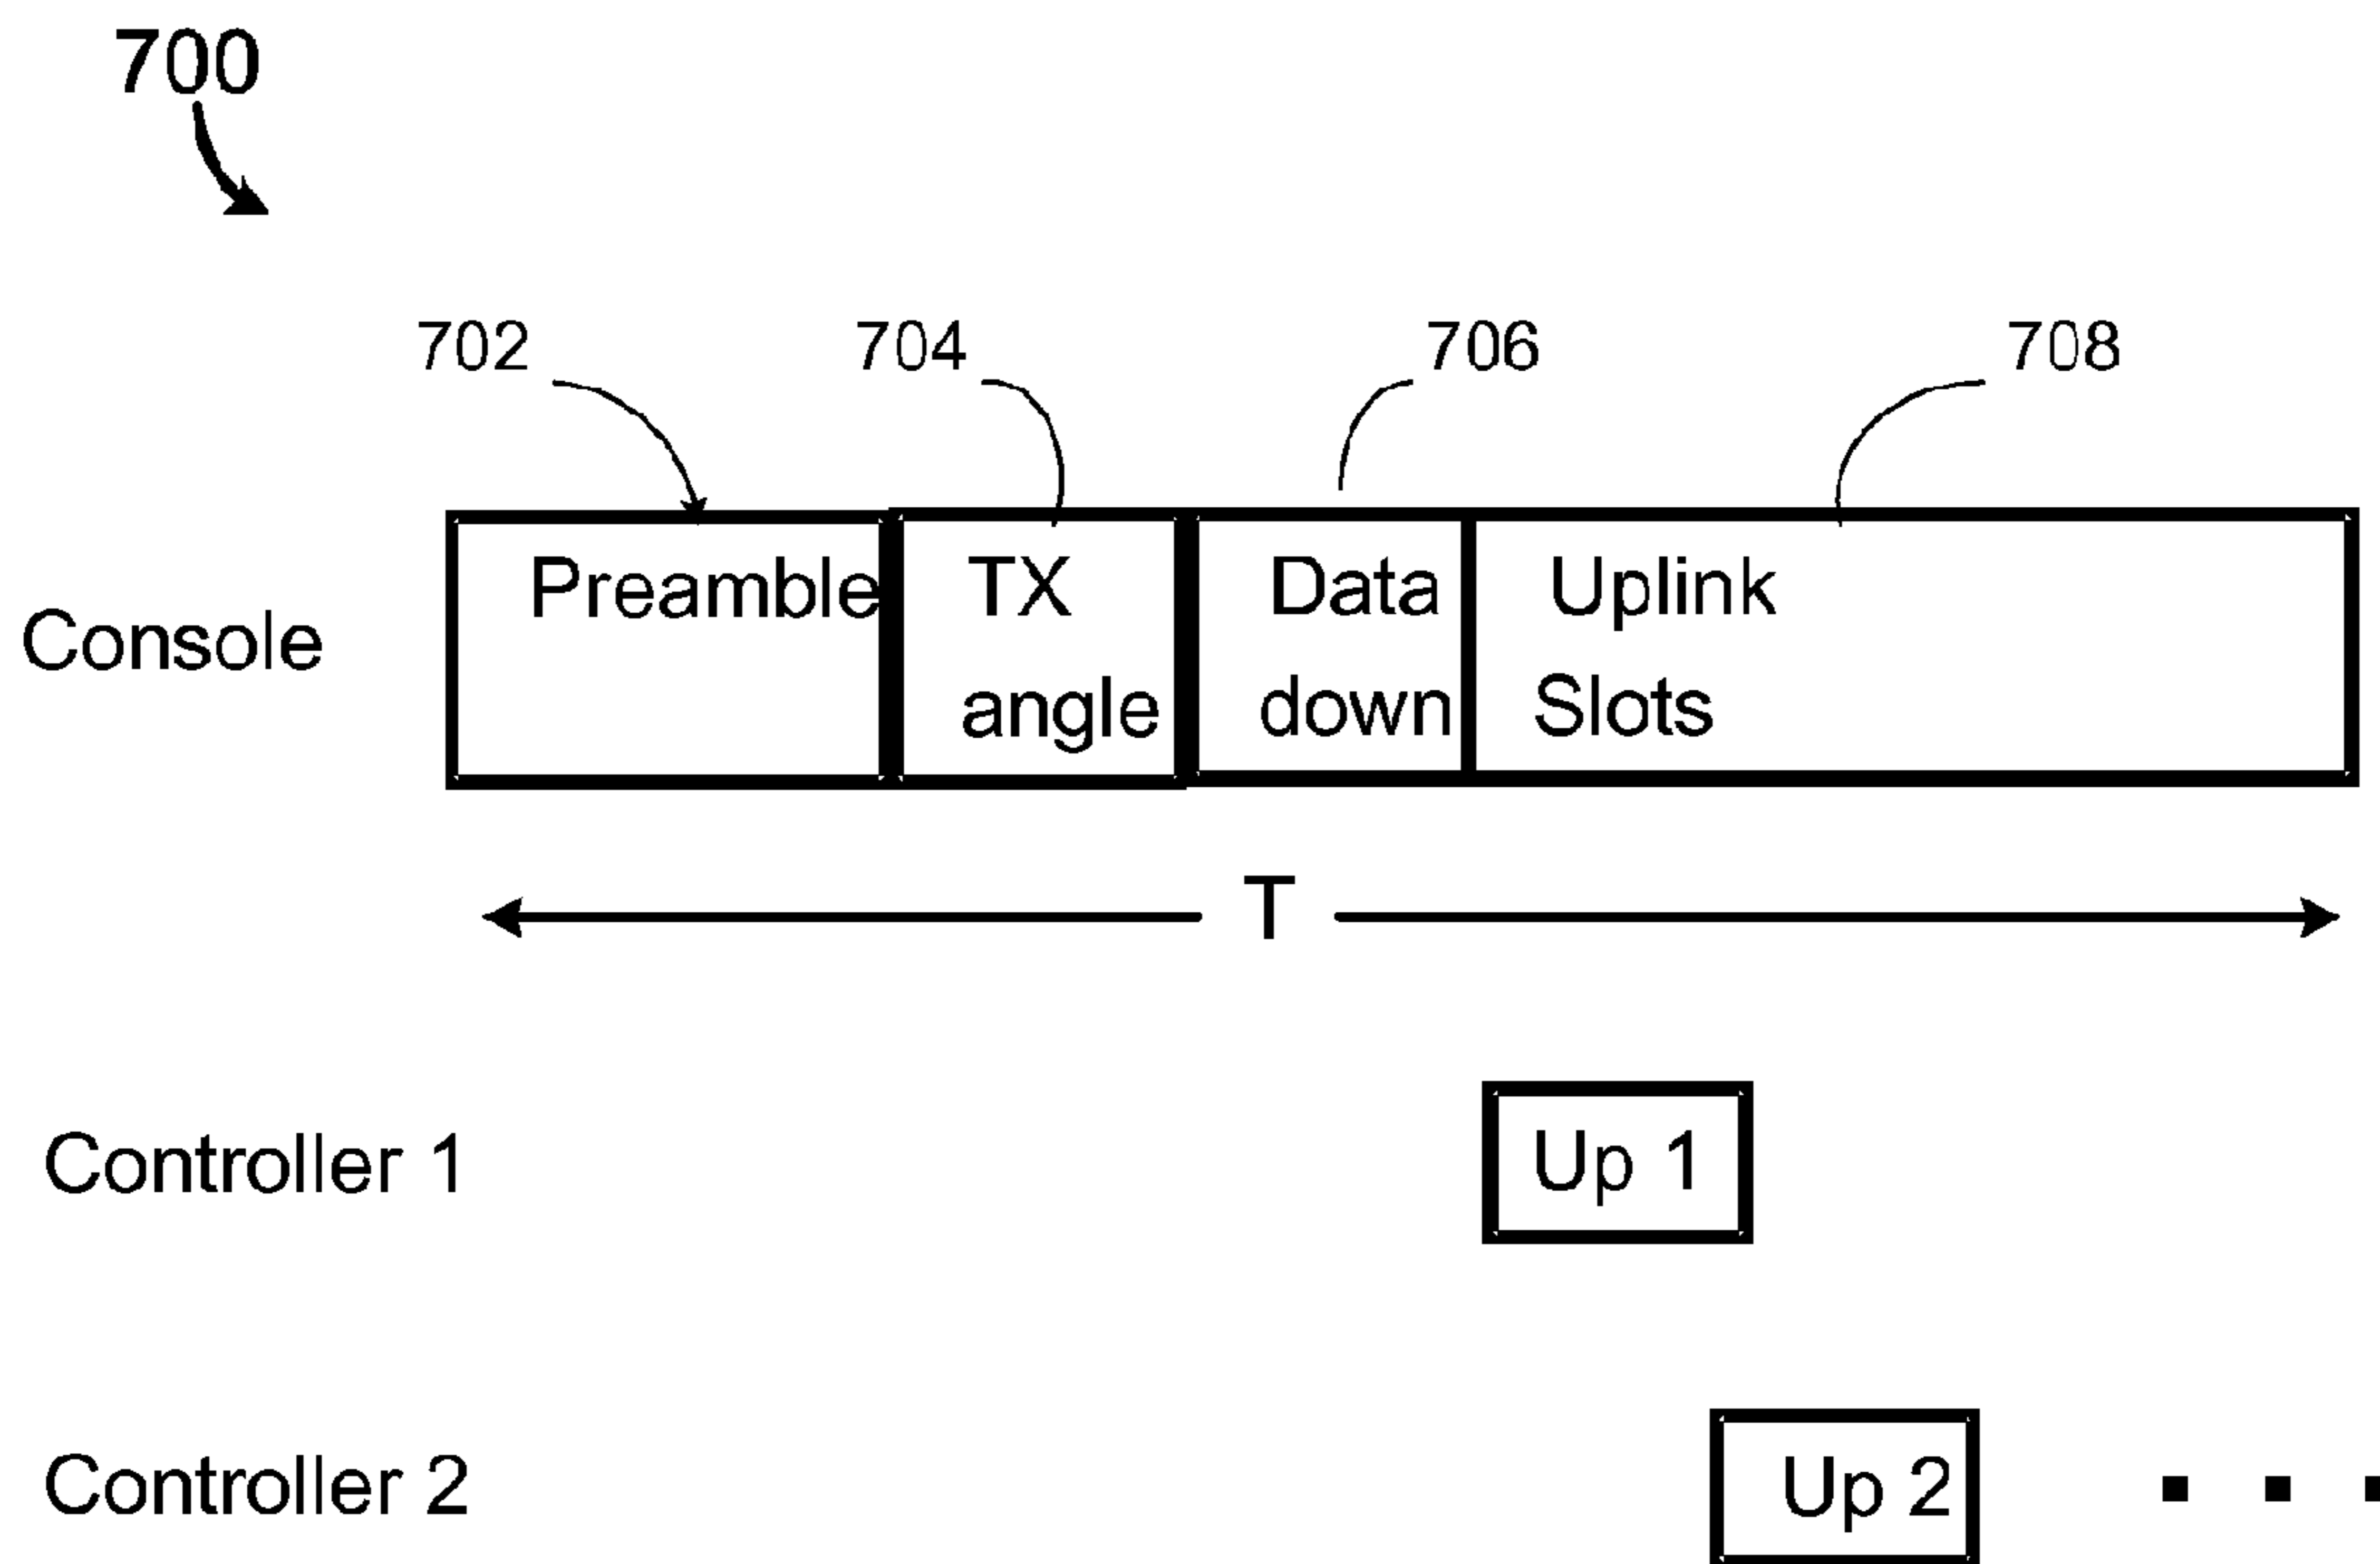 700
702 704 706 708
Console
Preamble TX Data Uplink
angle down Slots
T
Controller 1 Up 1
Controller 2 Up 2 . . .